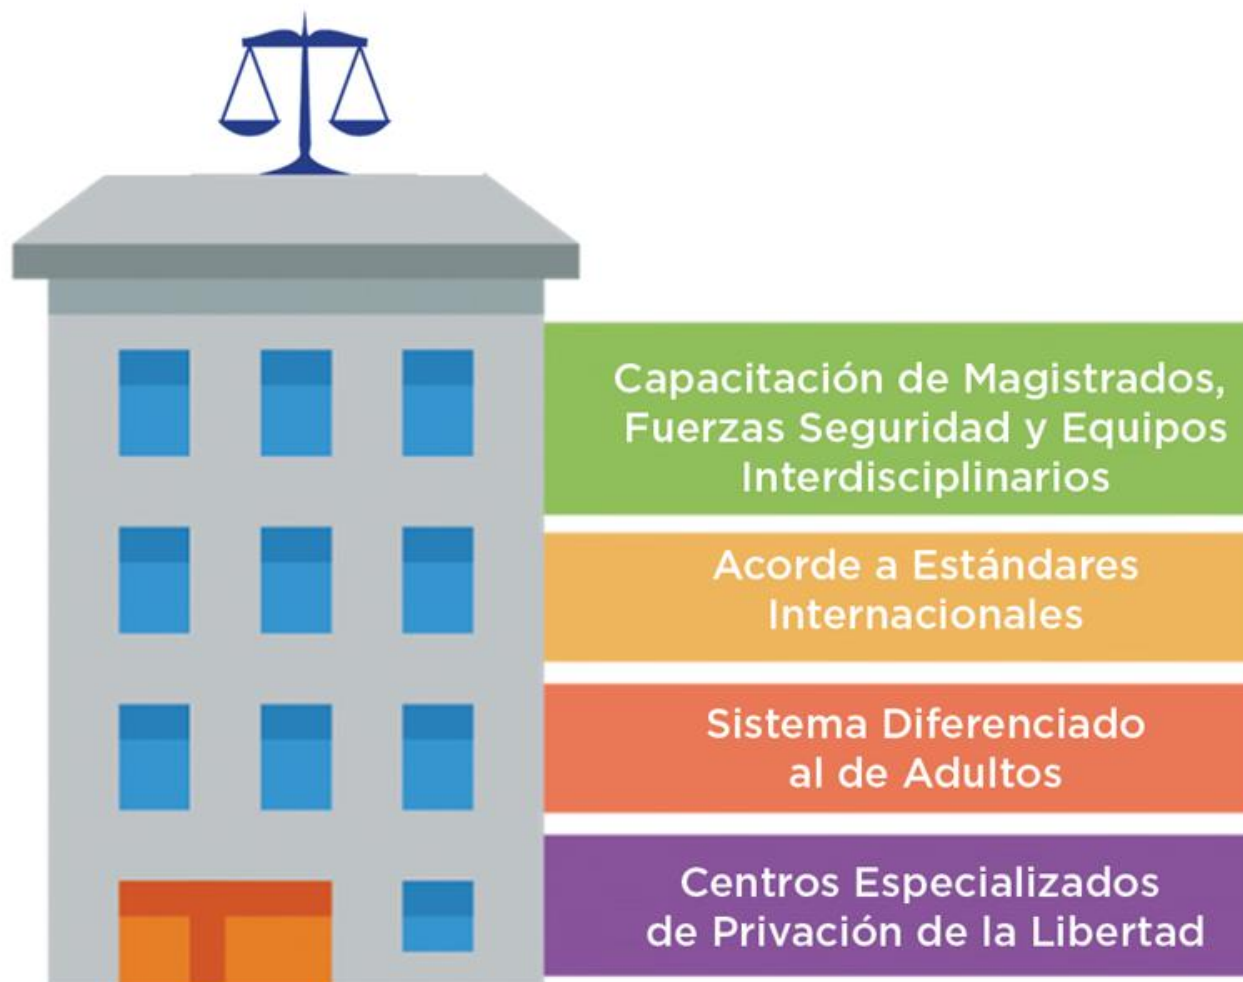 Capacitación de Magistrados,
Fuerzas Seguridad y Equipos
Interdisciplinarios
Acorde a Estándares
Internacionales
Sistema Diferenciado
al de Adultos
Centros Especializados
de Privación de la Libertad